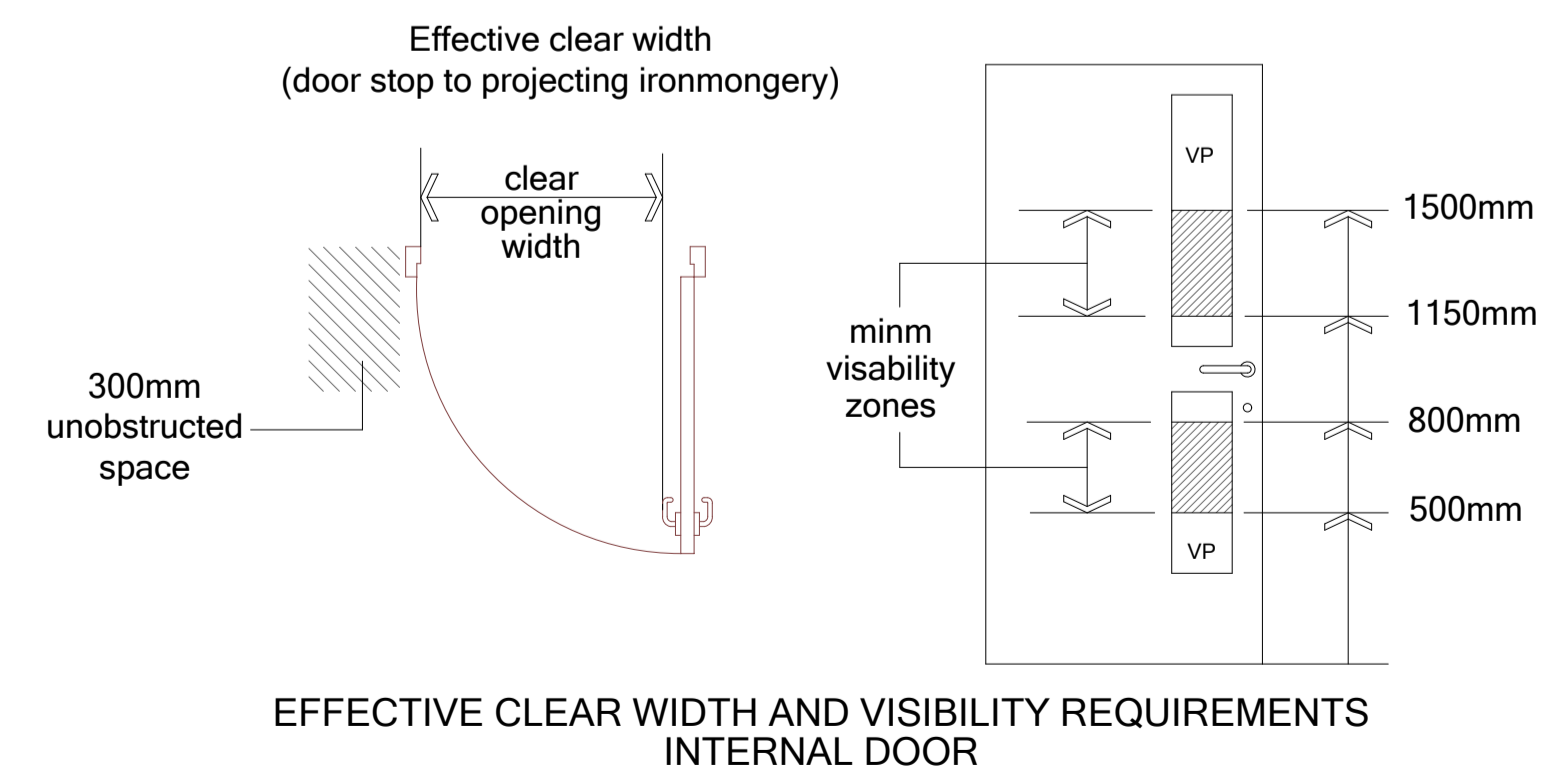 Effective clear width
(door stop to projecting ironmongery)
clear
opening
width
300mm
unobstructed
space
VP
1500mm
1150mm
minm
visability
zones
800mm
500mm
VP
EFFECTIVE CLEAR WIDTH AND VISIBILITY REQUIREMENTS
INTERNAL DOOR